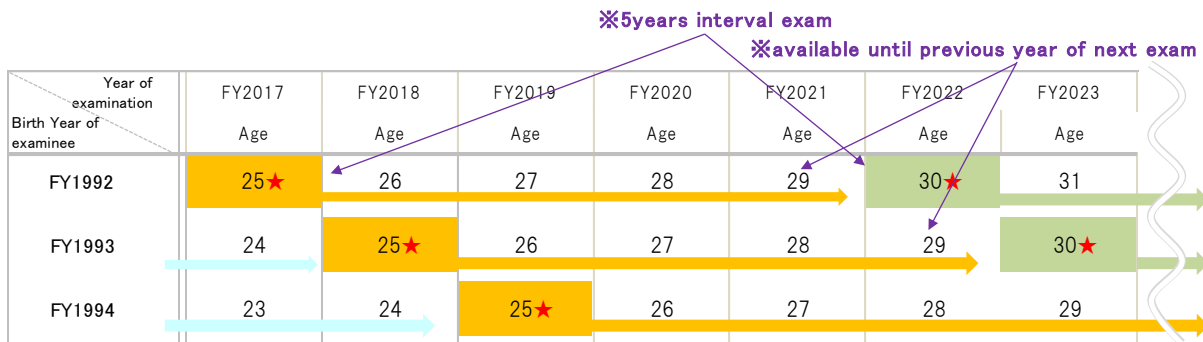 ※5years interval exam
※available until previous year of next exam
Year of
examination
Birth Year of
examinee
FY2017 FY2018 FY2019 FY2020 FY2021 FY2022 FY2023
Age Age Age Age Age Age Age
FY1992 25★ 26 27 28 29 30★ 31
FY1993 24 25★ 26 27 28 29 30★
FY1994 23 24 25★ 26 27 28 29